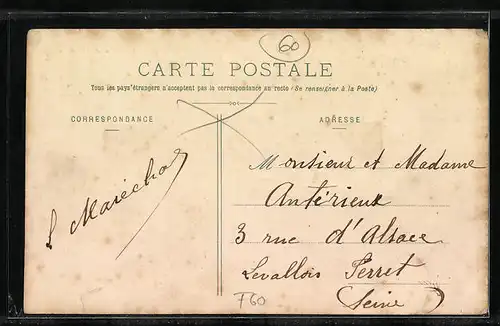 60
CARTE POSTALE
Tous les pays étrangers n'acceptent pas la correspondance au recto (Se renseigner à la Poste)
CORRESPONDANCE
ADRESSE
L Maréchal
Monsieur et Madame
Antérieux
3 rue d'Alsace
Levallois Perret
(Seine)
F60